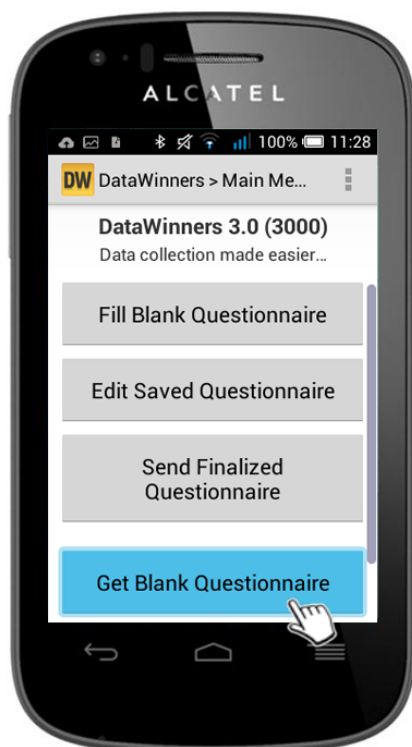 ALCATEL
100% 11:28
DW DataWinners > Main Me...
DataWinners 3.0 (3000)
Data collection made easier...
Fill Blank Questionnaire
Edit Saved Questionnaire
Send Finalized
Questionnaire
Get Blank Questionnaire